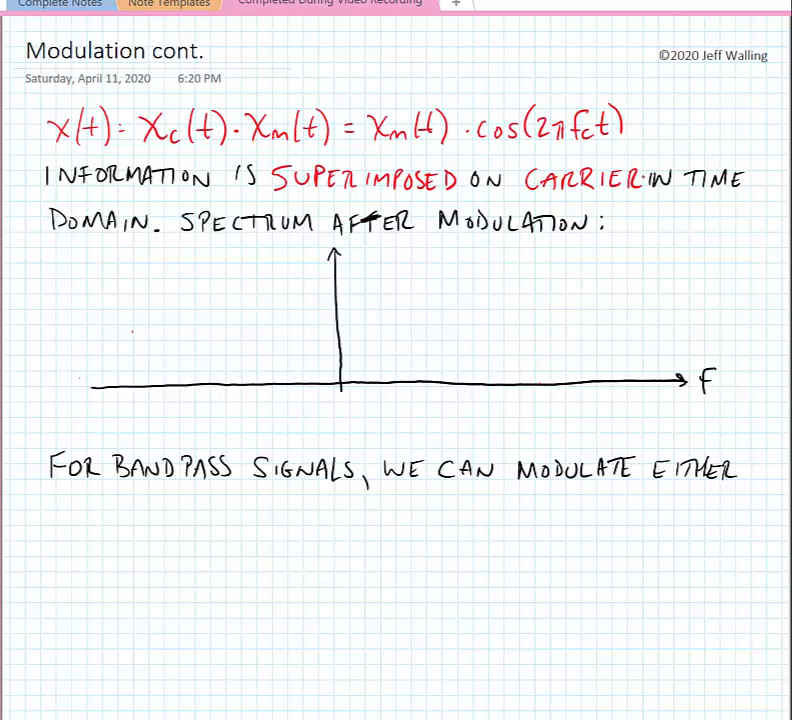 Complete Notes Note Templates Completed During Video Recording +
Modulation cont.
©2020 Jeff Walling
Saturday, April 11, 2020 6:20 PM
x(t) = Xc(t) · Xm(t) = Xm(t) · cos(2πfct)
INFORMATION IS SUPERIMPOSED ON CARRIER IN TIME
DOMAIN. SPECTRUM AFTER MODULATION:
F
FOR BANDPASS SIGNALS, WE CAN MODULATE EITHER